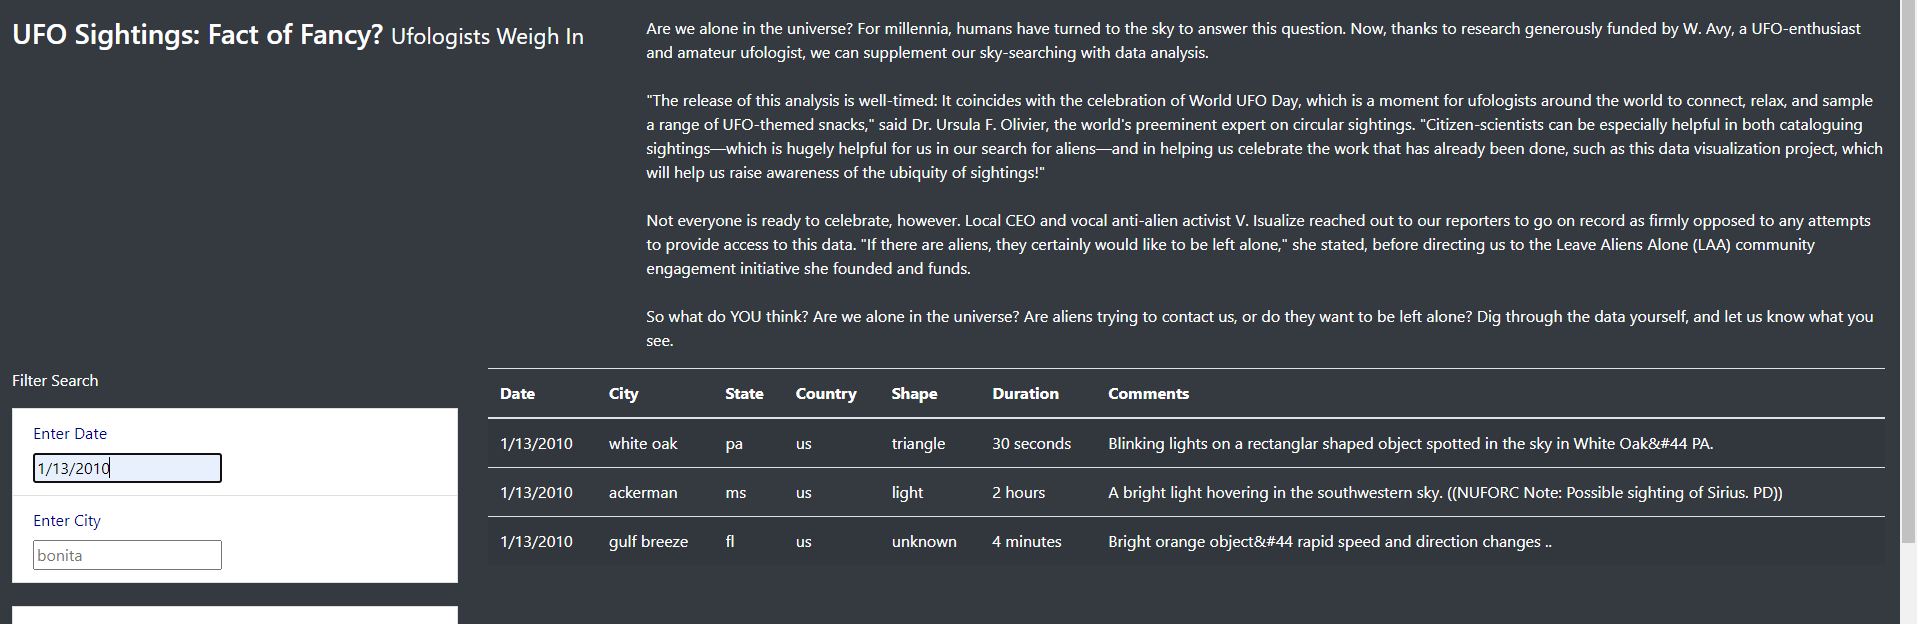 UFO Sightings: Fact of Fancy? Ufologists Weigh In
Are we alone in the universe? For millennia, humans have turned to the sky to answer this question. Now, thanks to research generously funded by W. Avy, a UFO-enthusiast
and amateur ufologist, we can supplement our sky-searching with data analysis.
"The release of this analysis is well-timed: It coincides with the celebration of World UFO Day, which is a moment for ufologists around the world to connect, relax, and sample
a range of UFO-themed snacks," said Dr. Ursula F. Olivier, the world's preeminent expert on circular sightings. "Citizen-scientists can be especially helpful in both cataloguing
sightings—which is hugely helpful for us in our search for aliens—and in helping us celebrate the work that has already been done, such as this data visualization project, which
will help us raise awareness of the ubiquity of sightings!"
Not everyone is ready to celebrate, however. Local CEO and vocal anti-alien activist V. Isualize reached out to our reporters to go on record as firmly opposed to any attempts
to provide access to this data. "If there are aliens, they certainly would like to be left alone," she stated, before directing us to the Leave Aliens Alone (LAA) community
engagement initiative she founded and funds.
So what do YOU think? Are we alone in the universe? Are aliens trying to contact us, or do they want to be left alone? Dig through the data yourself, and let us know what you
see.
Filter Search
Enter Date
1/13/2010
Enter City
bonita
Date City State Country Shape Duration Comments
1/13/2010 white oak pa us triangle 30 seconds Blinking lights on a rectanglar shaped object spotted in the sky in White Oak&#44 PA.
1/13/2010 ackerman ms us light 2 hours A bright light hovering in the southwestern sky. ((NUFORC Note: Possible sighting of Sirius. PD))
1/13/2010 gulf breeze fl us unknown 4 minutes Bright orange object&#44 rapid speed and direction changes ..